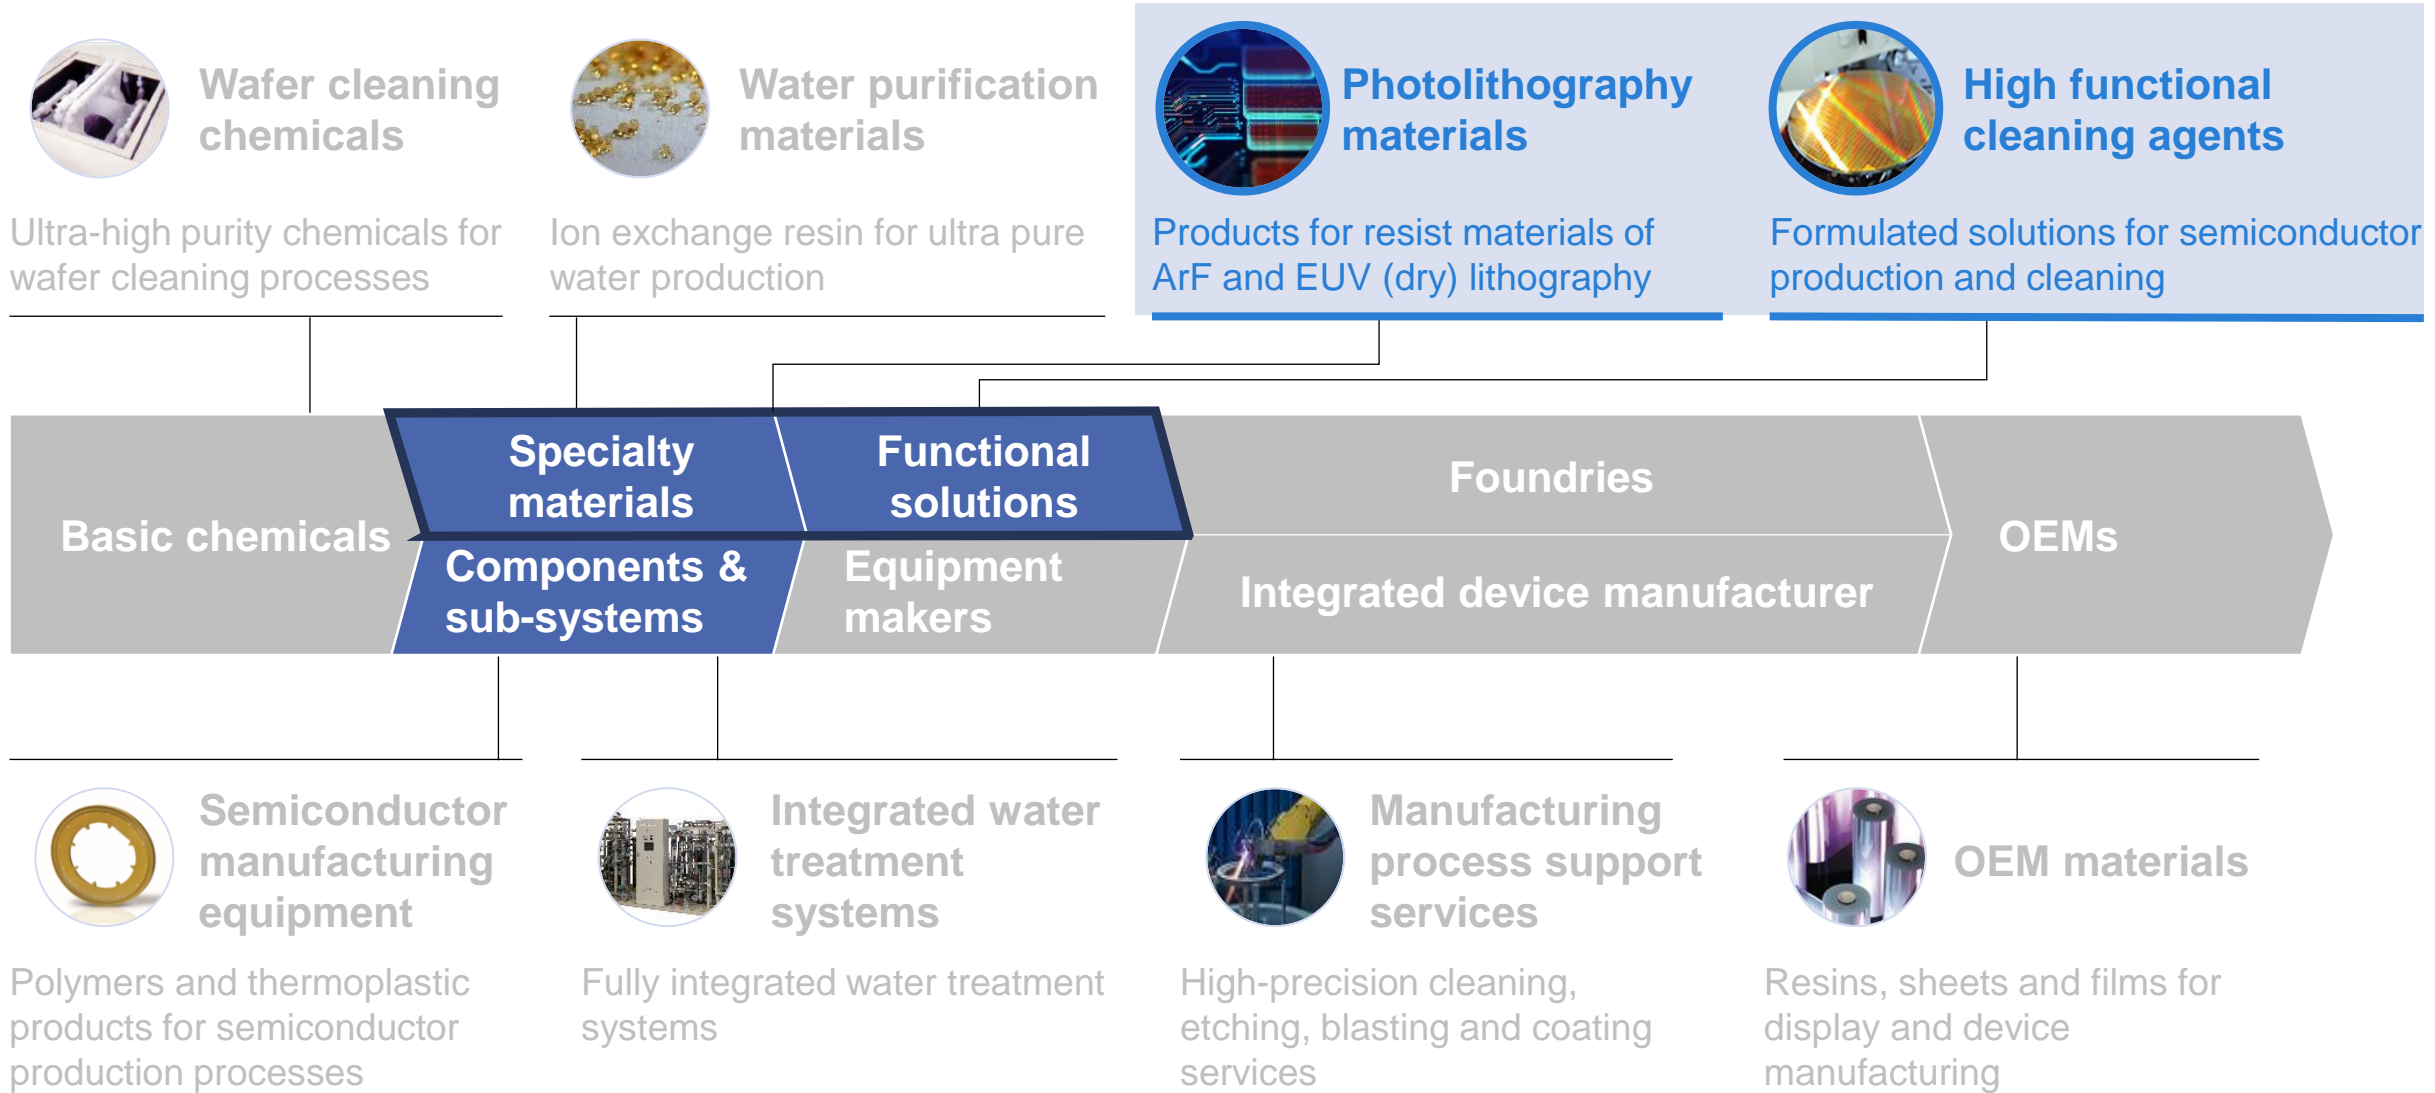 Wafer cleaning
chemicals
Ultra-high purity chemicals for
wafer cleaning processes
Water purification
materials
Ion exchange resin for ultra pure
water production
Photolithography
materials
Products for resist materials of
ArF and EUV (dry) lithography
High functional
cleaning agents
Formulated solutions for semiconductor
production and cleaning
Basic chemicals
Specialty
materials
Functional
solutions
Components &
sub-systems
Equipment
makers
Foundries
Integrated device manufacturer
OEMs
Semiconductor
manufacturing
equipment
Polymers and thermoplastic
products for semiconductor
production processes
Integrated water
treatment
systems
Fully integrated water treatment
systems
Manufacturing
process support
services
High-precision cleaning,
etching, blasting and coating
services
OEM materials
Resins, sheets and films for
display and device
manufacturing